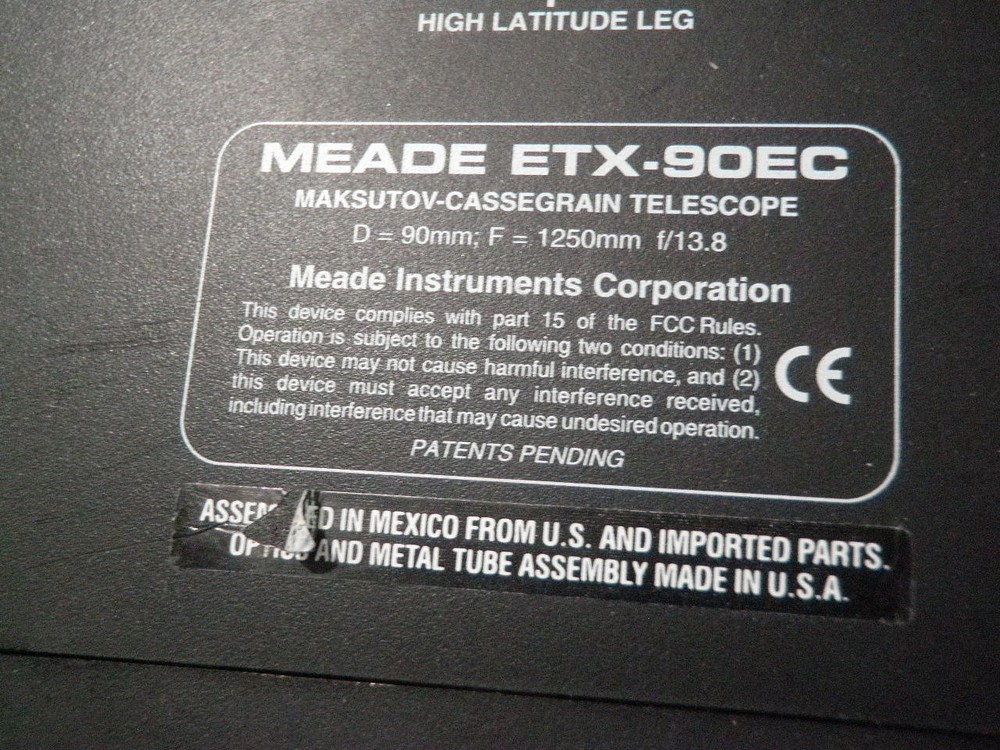 HIGH LATITUDE LEG
MEADE ETX-90EC
MAKSUTOV-CASSEGRAIN TELESCOPE
D = 90mm; F = 1250mm f/13.8
Meade Instruments Corporation
This device complies with part 15 of the FCC Rules.
Operation is subject to the following two conditions: (1)
This device may not cause harmful interference, and (2)
this device must accept any interference received,
including interference that may cause undesired operation.
CE
PATENTS PENDING
IN MEXICO FROM U.S. AND IMPORTED PARTS.
AND METAL TUBE ASSEMBLY MADE IN U.S.A.